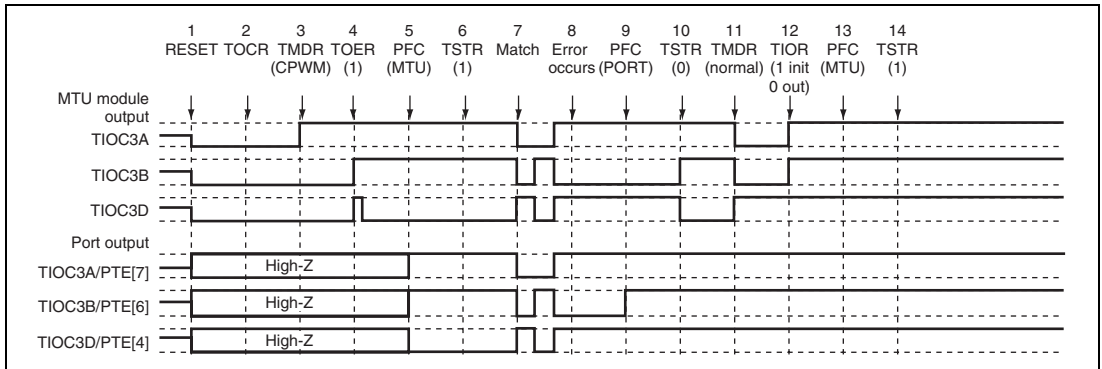 1 2 3 4 5 6 7 8 9 10 11 12 13 14
RESET TOCR TMDR TOER PFC TSTR Match Error PFC TSTR TMDR TIOR PFC TSTR
(CPWM) (1) (MTU) (1) occurs (PORT) (0) (normal) (1 init (MTU) (1)
0 out)
MTU module
output
TIOC3A
TIOC3B
TIOC3D
Port output
TIOC3A/PTE[7] High-Z
TIOC3B/PTE[6] High-Z
TIOC3D/PTE[4] High-Z